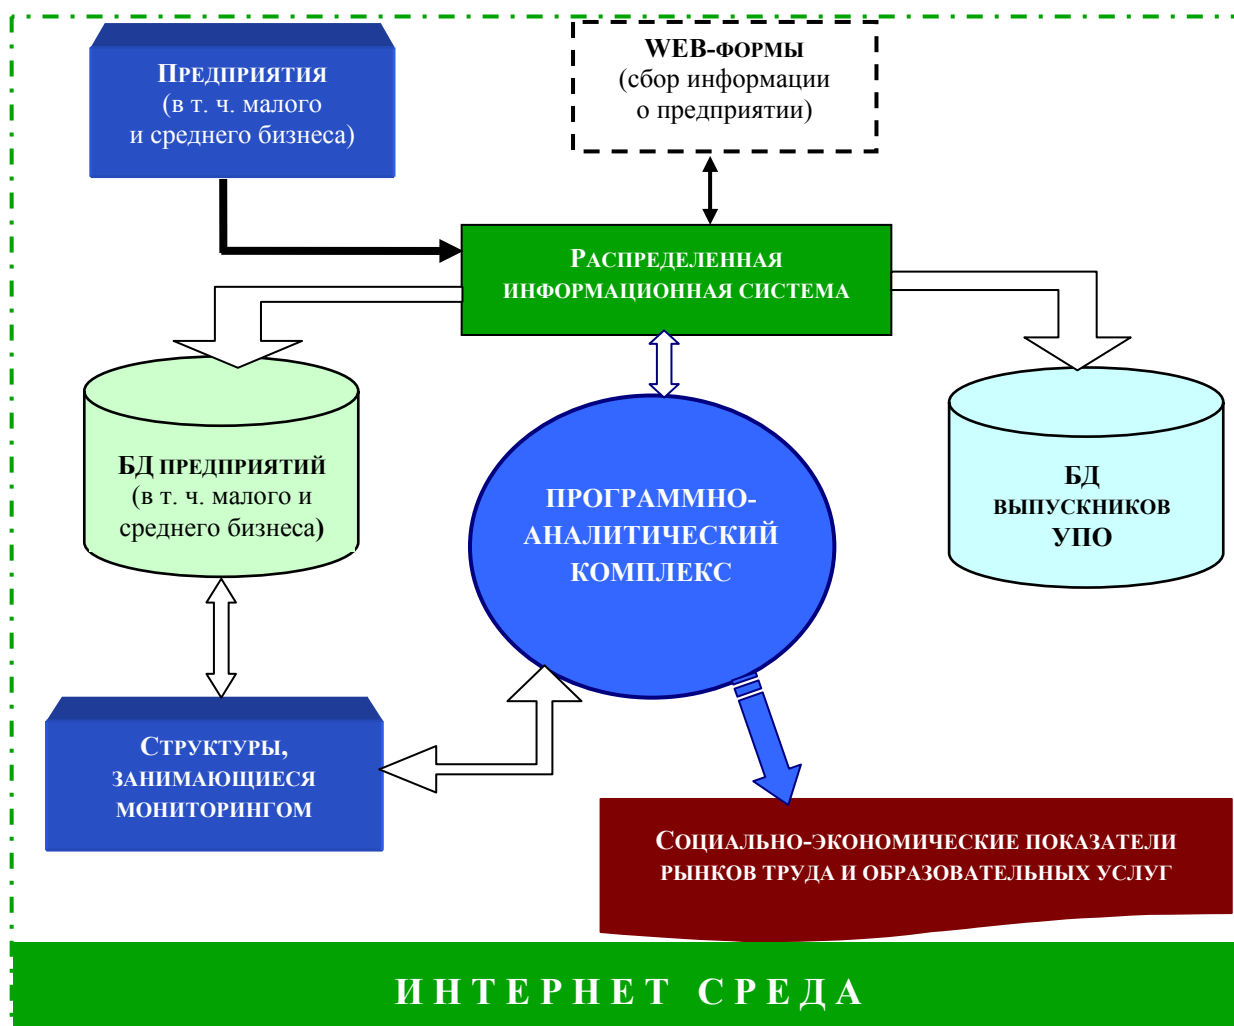 ПРЕДПРИЯТИЯ
(в т. ч. малого
и среднего бизнеса)
WEB-ФОРМЫ
(сбор информации
о предприятии)
РАСПРЕДЕЛЕННАЯ
ИНФОРМАЦИОННАЯ СИСТЕМА
БД ПРЕДПРИЯТИЙ
(в т. ч. малого и
среднего бизнеса)
ПРОГРАММНО-
АНАЛИТИЧЕСКИЙ
КОМПЛЕКС
БД
ВЫПУСКНИКОВ
УПО
СТРУКТУРЫ,
ЗАНИМАЮЩИЕСЯ
МОНИТОРИНГОМ
СОЦИАЛЬНО-ЭКОНОМИЧЕСКИЕ ПОКАЗАТЕЛИ
РЫНКОВ ТРУДА И ОБРАЗОВАТЕЛЬНЫХ УСЛУГ
ИНТЕРНЕТ СРЕДА